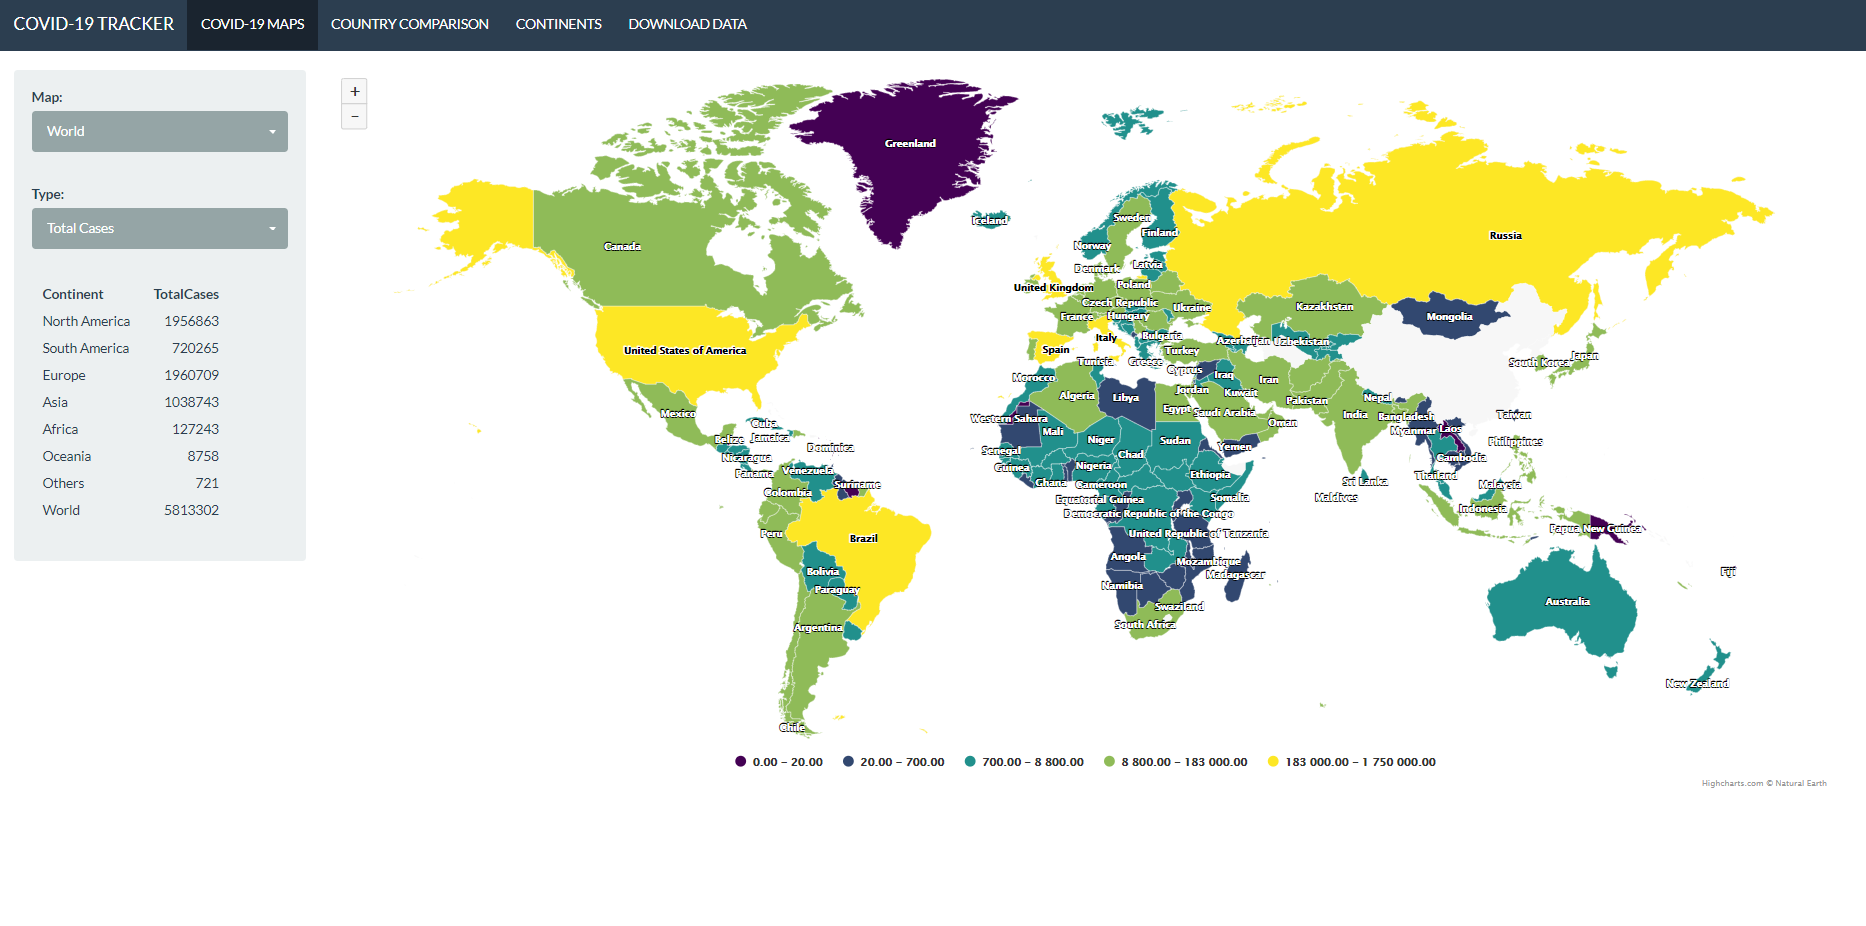 COVID-19 TRACKER COVID-19 MAPS COUNTRY COMPARISON CONTINENTS DOWNLOAD DATA
Map:
World
Type:
Total Cases
Continent TotalCases
North America 1956863
South America 720265
Europe 1960709
Asia 1038743
Africa 127243
Oceania 8758
Others 721
World 5813302
+
−
Greenland
Iceland
Sweden
Finland
Norway
Russia
Canada
Denmark
Latvia
United Kingdom
Poland
Czech Republic
Ukraine
Kazakhstan
France
Hungary
Mongolia
Bulgaria
Italy
Azerbaijan
Uzbekistan
United States of America
Spain
Turkey
South Korea
Japan
Tunisia
Greece
Cyprus
Iraq
Morocco
Iran
Jordan
Kuwait
Algeria
Libya
Pakistan
Nepal
Mexico
Egypt
Saudi Arabia
India
Bangladesh
Taiwan
Western Sahara
Oman
Cuba
Mali
Myanmar
Laos
Belize
Jamaica
Niger
Sudan
Philippines
Dominica
Senegal
Chad
Yemen
Nicaragua
Cambodia
Guinea
Nigeria
Panama
Venezuela
Ethiopia
Thailand
Suriname
Ghana
Cameroon
Sri Lanka
Malaysia
Colombia
Equatorial Guinea
Somalia
Maldives
Indonesia
Democratic Republic of the Congo
Peru
Brazil
United Republic of Tanzania
Papua New Guinea
Angola
Mozambique
Bolivia
Madagascar
Fiji
Paraguay
Namibia
Swaziland
Australia
Argentina
South Africa
New Zealand
Chile
0.00 – 20.00 20.00 – 700.00 700.00 – 8 800.00 8 800.00 – 183 000.00 183 000.00 – 1 750 000.00
Highcharts.com © Natural Earth